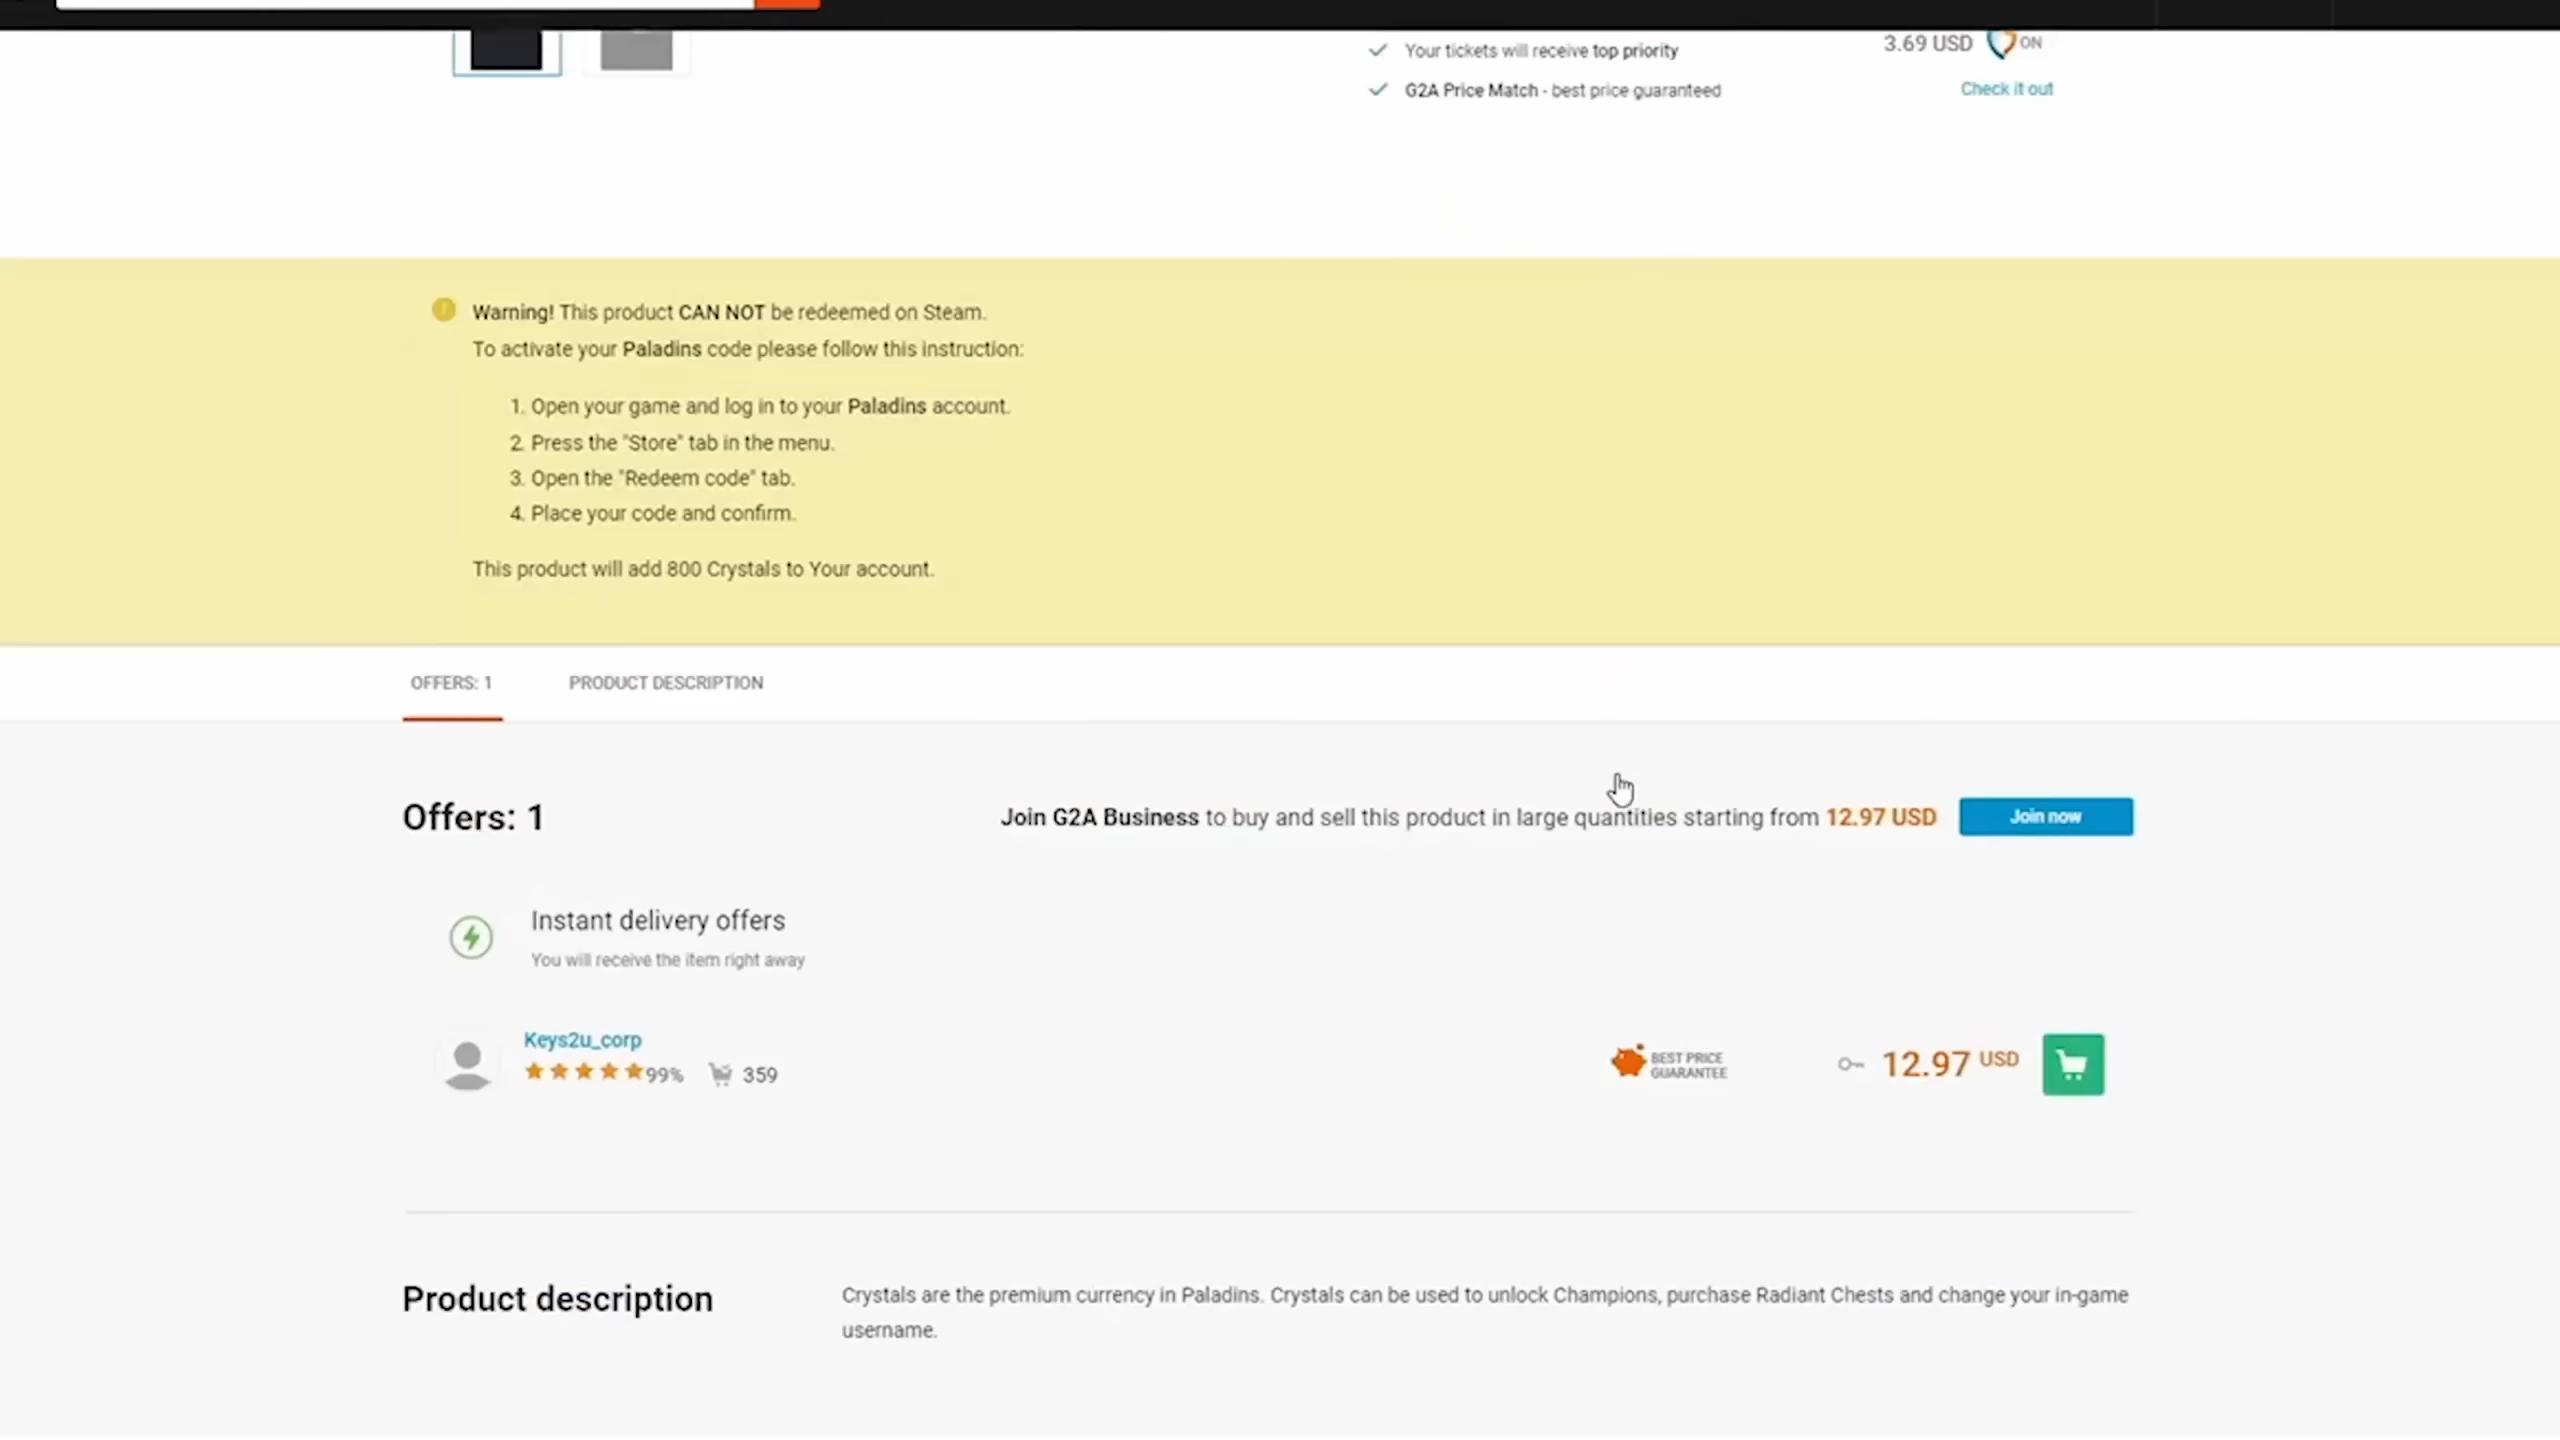 Your tickets will receive top priority
3.69 USD ON
G2A Price Match - best price guaranteed
Check it out
Warning! This product CAN NOT be redeemed on Steam.
To activate your Paladins code please follow this instruction:
1. Open your game and log in to your Paladins account.
2. Press the "Store" tab in the menu.
3. Open the "Redeem code" tab.
4. Place your code and confirm.
This product will add 800 Crystals to Your account.
OFFERS: 1 PRODUCT DESCRIPTION
Offers: 1
Join G2A Business to buy and sell this product in large quantities starting from 12.97 USD
Join now
Instant delivery offers
You will receive the item right away
Keys2u_corp
99% 359
BEST PRICE
GUARANTEE
12.97 USD
Product description
Crystals are the premium currency in Paladins. Crystals can be used to unlock Champions, purchase Radiant Chests and change your in-game
username.